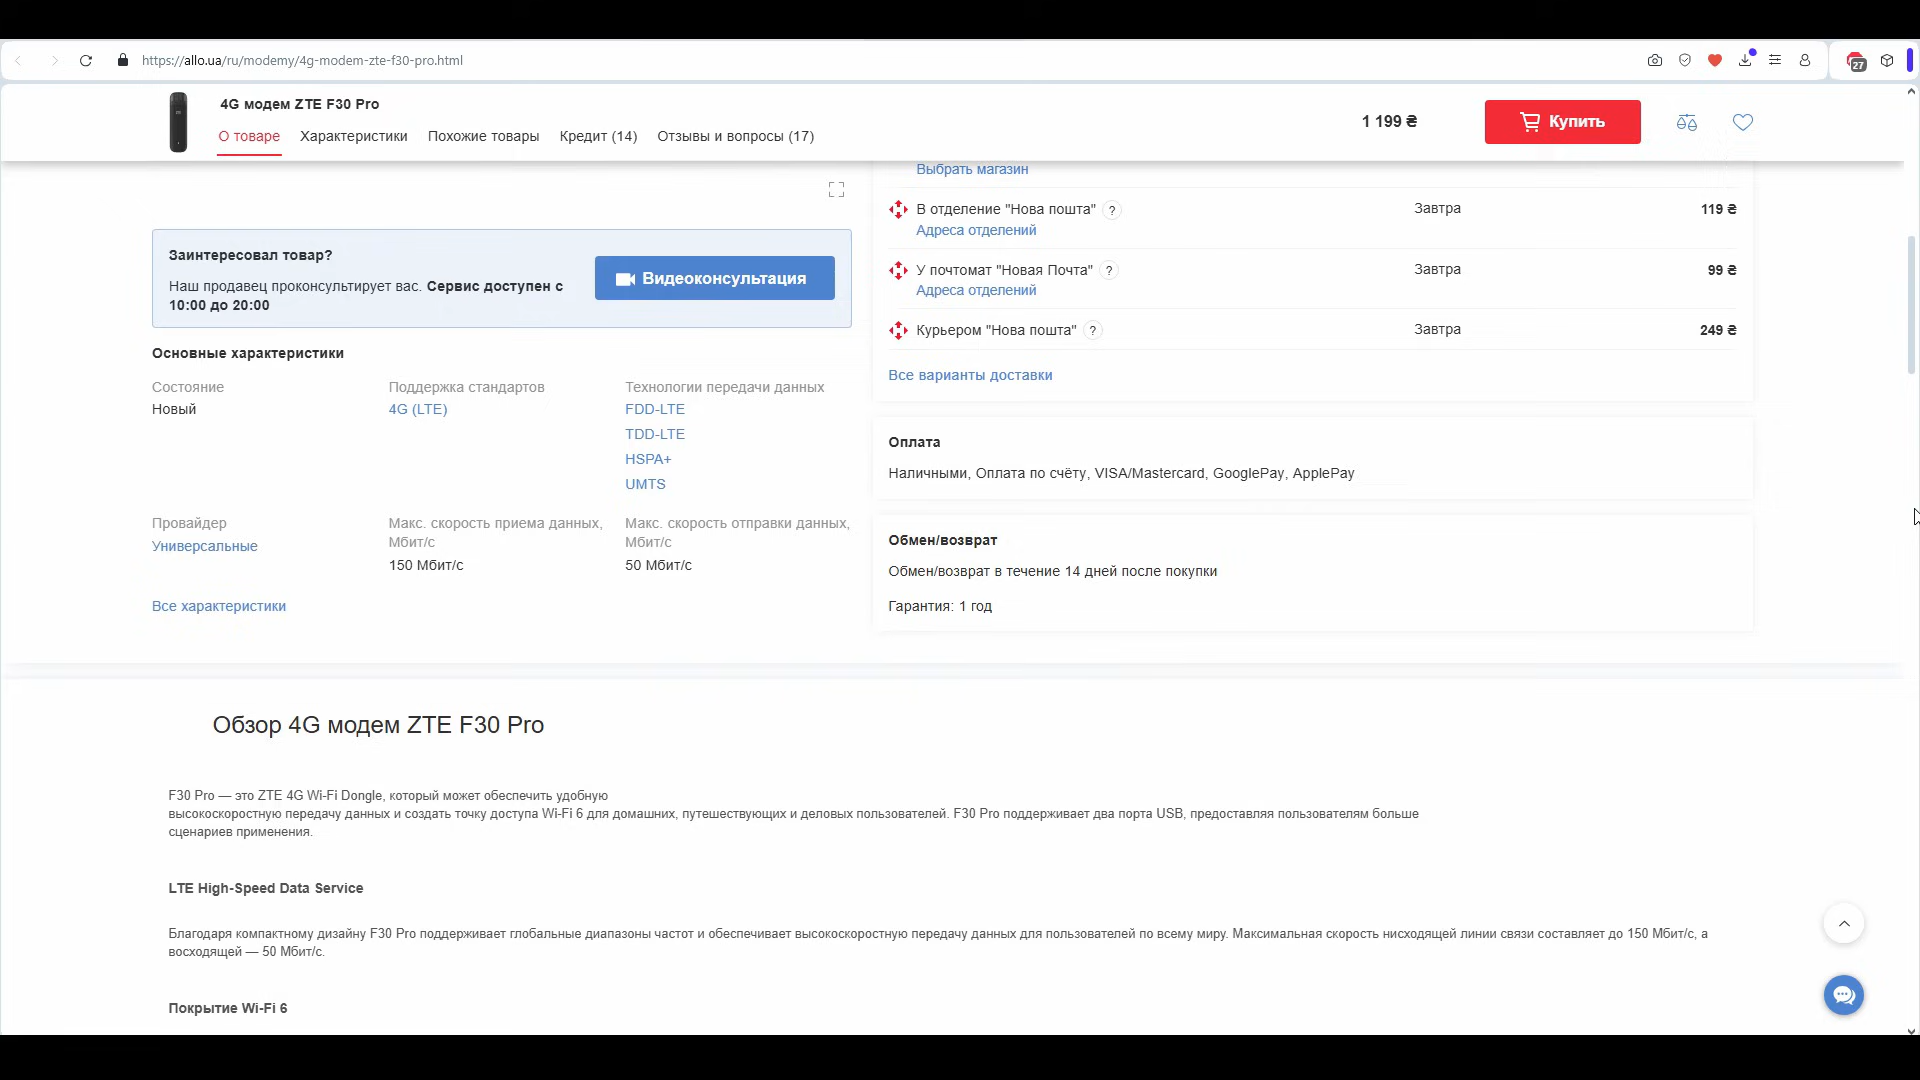 https://allo.ua/ru/modemy/4g-modem-zte-f30-pro.html
27
4G модем ZTE F30 Pro
О товаре Характеристики Похожие товары Кредит (14) Отзывы и вопросы (17)
1 199 ₴
Купить
Выбрать магазин
В отделение "Нова пошта" ? Завтра 119 ₴
Адреса отделений
У почтомат "Новая Почта" ? Завтра 99 ₴
Адреса отделений
Курьером "Нова пошта" ? Завтра 249 ₴
Все варианты доставки
Заинтересовал товар?
Наш продавец проконсультирует вас. Сервис доступен с
10:00 до 20:00
Видеоконсультация
Основные характеристики
Состояние
Новый
Поддержка стандартов
4G (LTE)
Технологии передачи данных
FDD-LTE
TDD-LTE
HSPA+
UMTS
Провайдер
Универсальные
Макс. скорость приема данных,
Мбит/с
150 Мбит/с
Макс. скорость отправки данных,
Мбит/с
50 Мбит/с
Все характеристики
Оплата
Наличными, Оплата по счёту, VISA/Mastercard, GooglePay, ApplePay
Обмен/возврат
Обмен/возврат в течение 14 дней после покупки
Гарантия: 1 год
Обзор 4G модем ZTE F30 Pro
F30 Pro — это ZTE 4G Wi-Fi Dongle, который может обеспечить удобную
высокоскоростную передачу данных и создать точку доступа Wi-Fi 6 для домашних, путешествующих и деловых пользователей. F30 Pro поддерживает два порта USB, предоставляя пользователям больше
сценариев применения.
LTE High-Speed Data Service
Благодаря компактному дизайну F30 Pro поддерживает глобальные диапазоны частот и обеспечивает высокоскоростную передачу данных для пользователей по всему миру. Максимальная скорость нисходящей линии связи составляет до 150 Мбит/с, а
восходящей — 50 Мбит/с.
Покрытие Wi-Fi 6